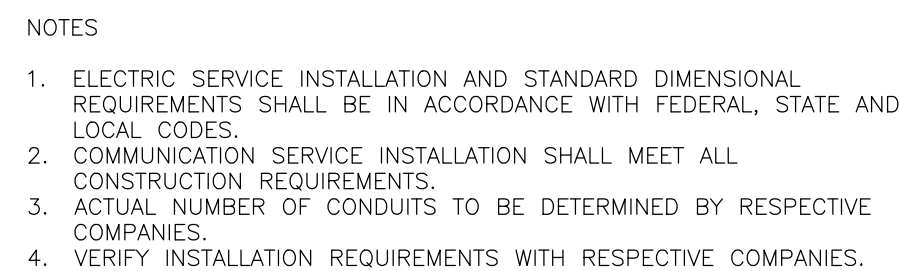 NOTES
1. ELECTRIC SERVICE INSTALLATION AND STANDARD DIMENSIONAL
REQUIREMENTS SHALL BE IN ACCORDANCE WITH FEDERAL, STATE AND
LOCAL CODES.
2. COMMUNICATION SERVICE INSTALLATION SHALL MEET ALL
CONSTRUCTION REQUIREMENTS.
3. ACTUAL NUMBER OF CONDUITS TO BE DETERMINED BY RESPECTIVE
COMPANIES.
4. VERIFY INSTALLATION REQUIREMENTS WITH RESPECTIVE COMPANIES.